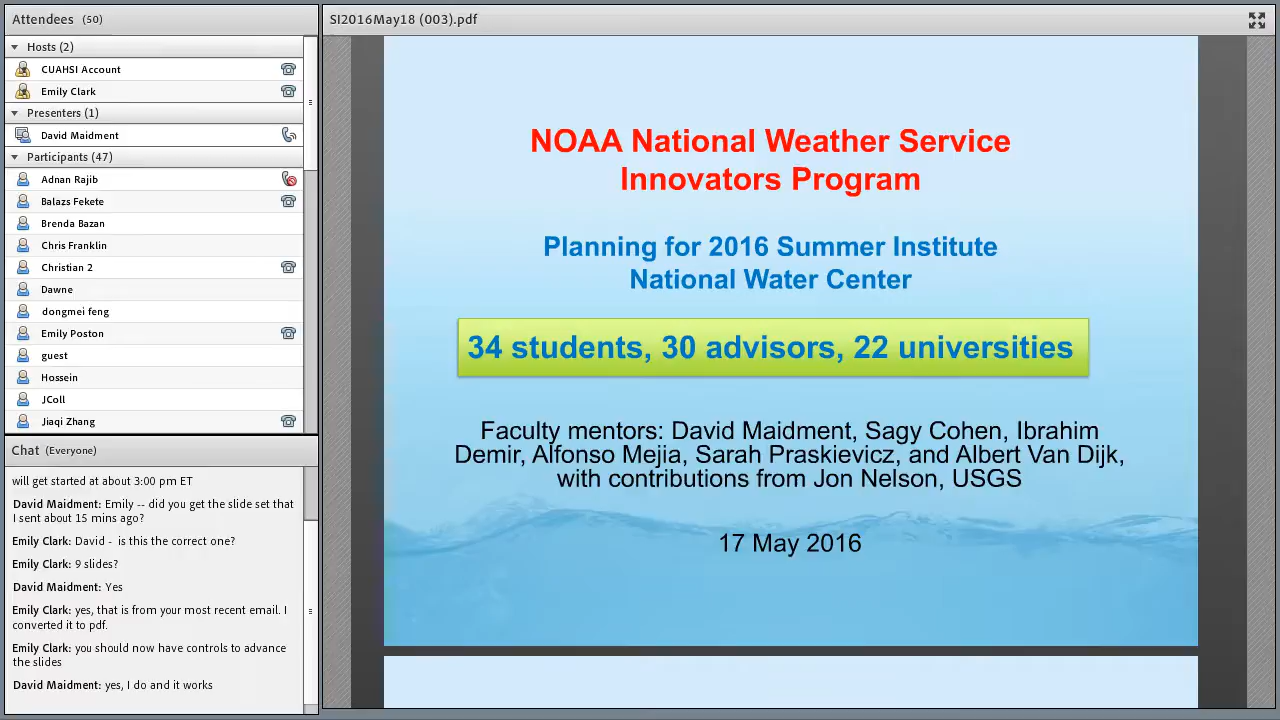 Attendees (50)
Hosts (2)
CUAHSI Account
Emily Clark
Presenters (1)
David Maidment
Participants (47)
Adnan Rajib
Balazs Fekete
Brenda Bazan
Chris Franklin
Christian 2
Dawne
dongmei feng
Emily Poston
guest
Hossein
JColl
Jiaqi Zhang
Chat (Everyone)
will get started at about 3:00 pm ET
David Maidment: Emily -- did you get the slide set that
I sent about 15 mins ago?
Emily Clark: David - is this the correct one?
Emily Clark: 9 slides?
David Maidment: Yes
Emily Clark: yes, that is from your most recent email. I
converted it to pdf.
Emily Clark: you should now have controls to advance
the slides
David Maidment: yes, I do and it works
SI2016May18 (003).pdf
NOAA National Weather Service
Innovators Program
Planning for 2016 Summer Institute
National Water Center
34 students, 30 advisors, 22 universities
Faculty mentors: David Maidment, Sagy Cohen, Ibrahim
Demir, Alfonso Mejia, Sarah Praskievicz, and Albert Van Dijk,
with contributions from Jon Nelson, USGS
17 May 2016